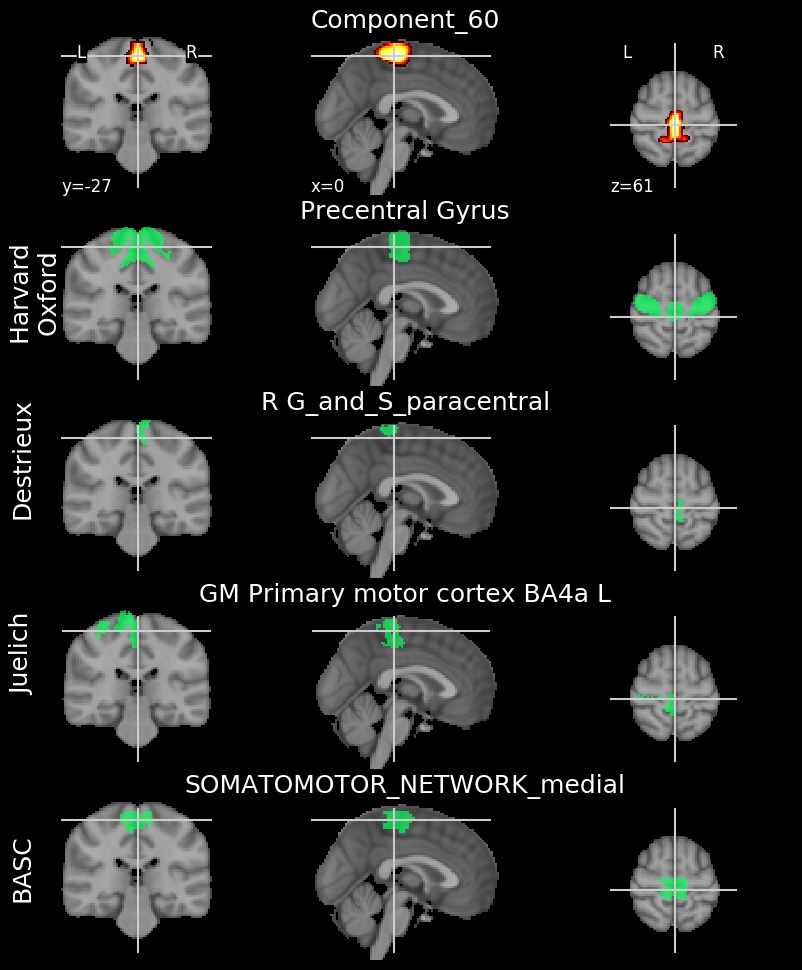 Component_60
L R L R
y=-27 x=0 z=61
Precentral Gyrus
Harvard
Oxford
R G_and_S_paracentral
Destrieux
GM Primary motor cortex BA4a L
Juelich
SOMATOMOTOR_NETWORK_medial
BASC